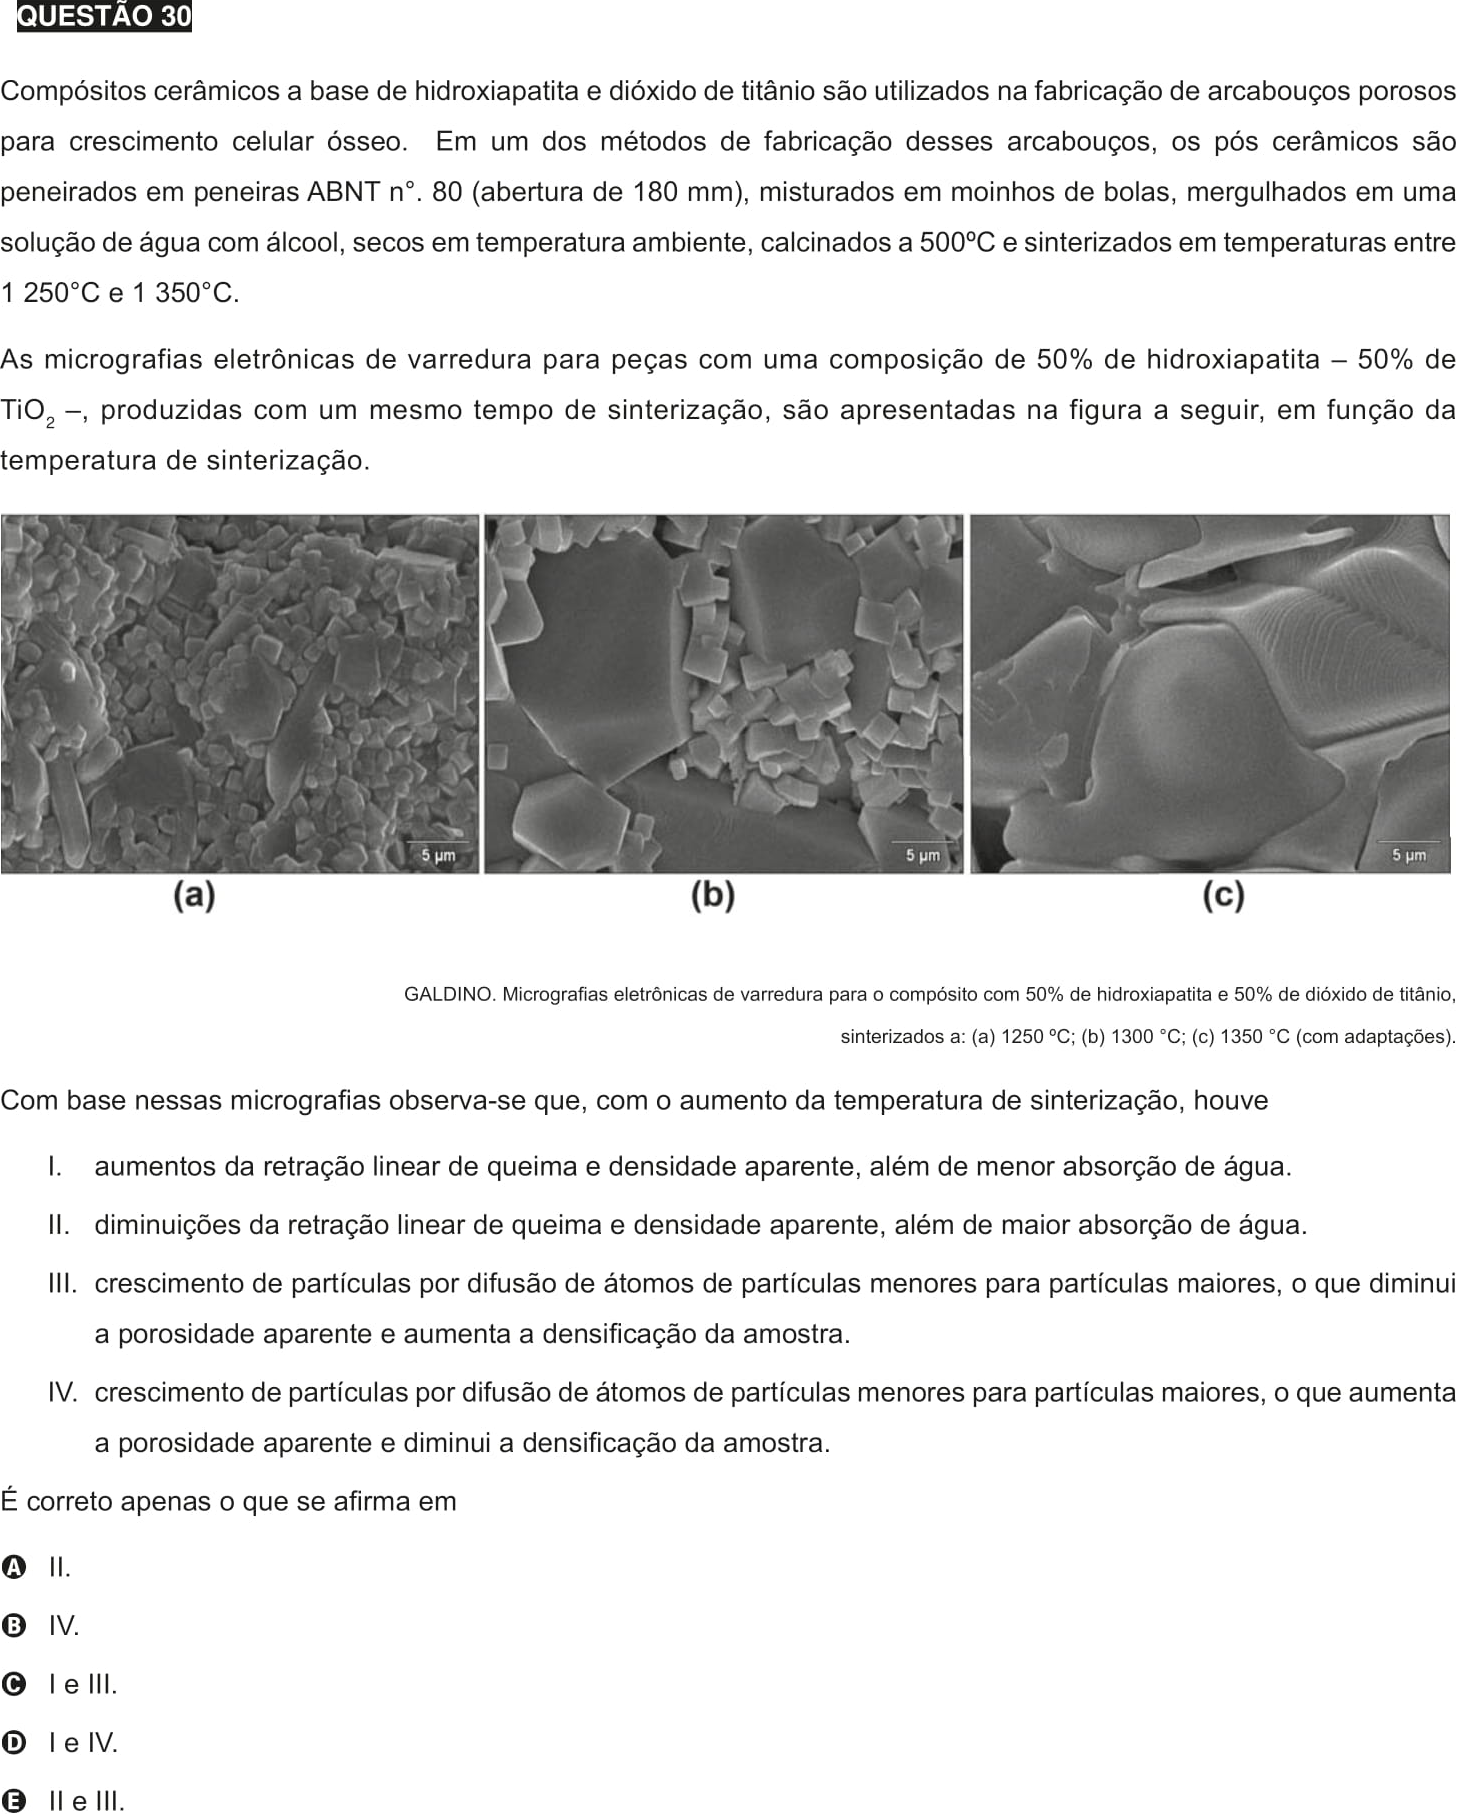 QUESTÃO 30
Compósitos cerâmicos a base de hidroxiapatita e dióxido de titânio são utilizados na fabricação de arcabouços porosos
para crescimento celular ósseo. Em um dos métodos de fabricação desses arcabouços, os pós cerâmicos são
peneirados em peneiras ABNT n°. 80 (abertura de 180 mm), misturados em moinhos de bolas, mergulhados em uma
solução de água com álcool, secos em temperatura ambiente, calcinados a 500ºC e sinterizados em temperaturas entre
1 250°C e 1 350°C.
As micrografias eletrônicas de varredura para peças com uma composição de 50% de hidroxiapatita – 50% de
TiO₂ –, produzidas com um mesmo tempo de sinterização, são apresentadas na figura a seguir, em função da
temperatura de sinterização.
5 µm 5 µm 5 µm
(a) (b) (c)
GALDINO. Micrografias eletrônicas de varredura para o compósito com 50% de hidroxiapatita e 50% de dióxido de titânio,
sinterizados a: (a) 1250 ºC; (b) 1300 °C; (c) 1350 °C (com adaptações).
Com base nessas micrografias observa-se que, com o aumento da temperatura de sinterização, houve
I. aumentos da retração linear de queima e densidade aparente, além de menor absorção de água.
II. diminuições da retração linear de queima e densidade aparente, além de maior absorção de água.
III. crescimento de partículas por difusão de átomos de partículas menores para partículas maiores, o que diminui
a porosidade aparente e aumenta a densificação da amostra.
IV. crescimento de partículas por difusão de átomos de partículas menores para partículas maiores, o que aumenta
a porosidade aparente e diminui a densificação da amostra.
É correto apenas o que se afirma em
A II.
B IV.
C I e III.
D I e IV.
E II e III.